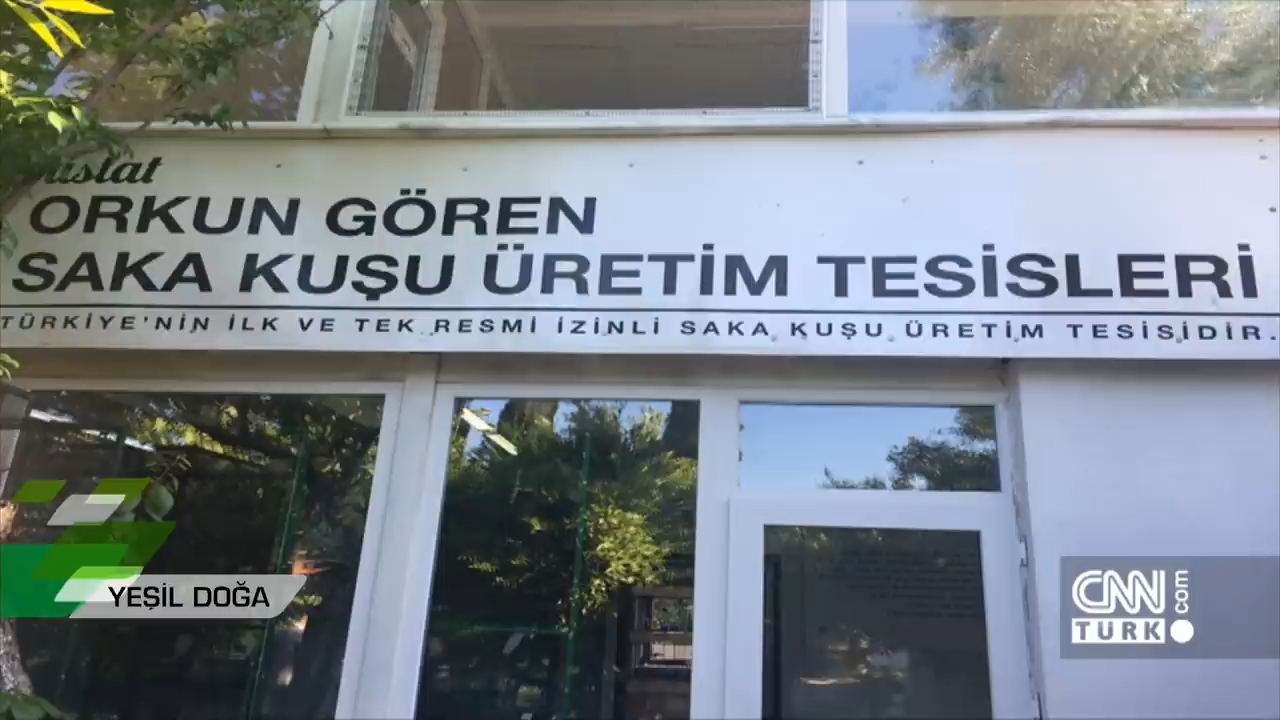 ORKUN GÖREN
SAKA KUŞU ÜRETİM TESİSLERİ
TÜRKİYE'NİN İLK VE TEK RESMİ İZİNLİ SAKA KUŞU ÜRETİM TESİSİDİR.
YEŞİL DOĞA
CNN
TURK
.com